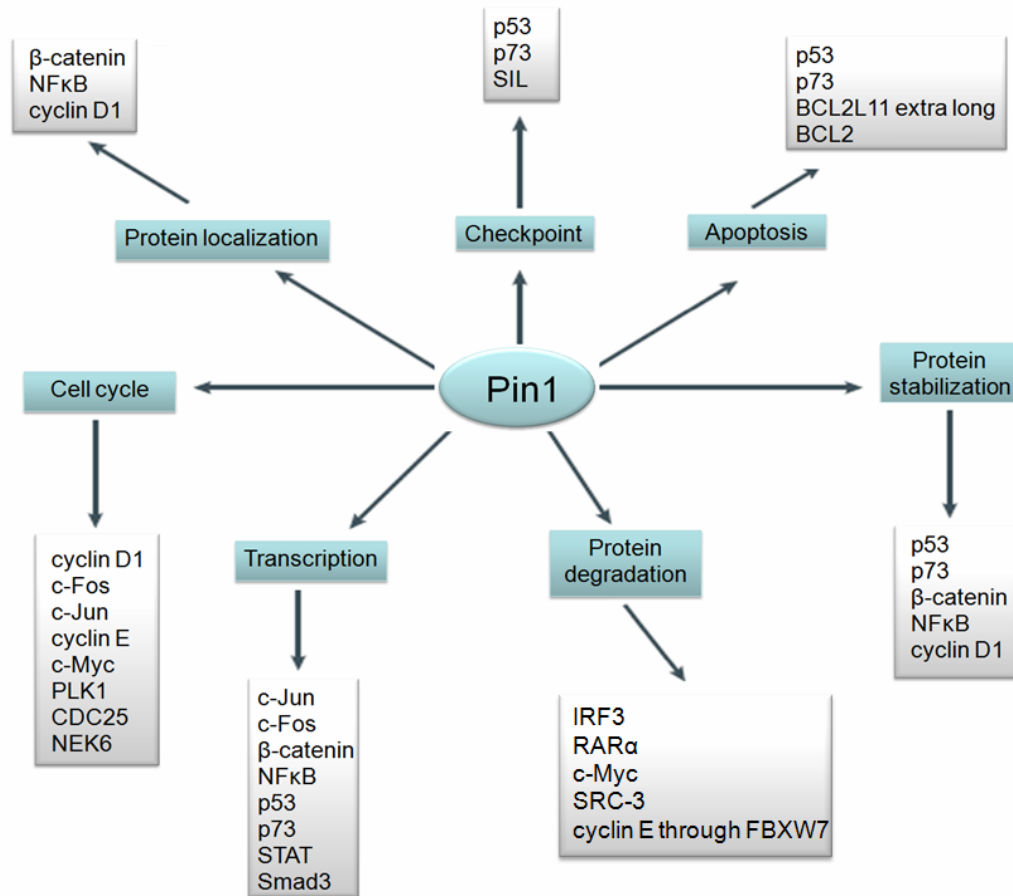 β-catenin
NFκB
cyclin D1
p53
p73
SIL
p53
p73
BCL2L11 extra long
BCL2
Protein localization
Checkpoint
Apoptosis
Cell cycle
Pin1
Protein
stabilization
cyclin D1
c-Fos
c-Jun
cyclin E
c-Myc
PLK1
CDC25
NEK6
Transcription
c-Jun
c-Fos
β-catenin
NFκB
p53
p73
STAT
Smad3
Protein
degradation
IRF3
RARα
c-Myc
SRC-3
cyclin E through FBXW7
p53
p73
β-catenin
NFκB
cyclin D1